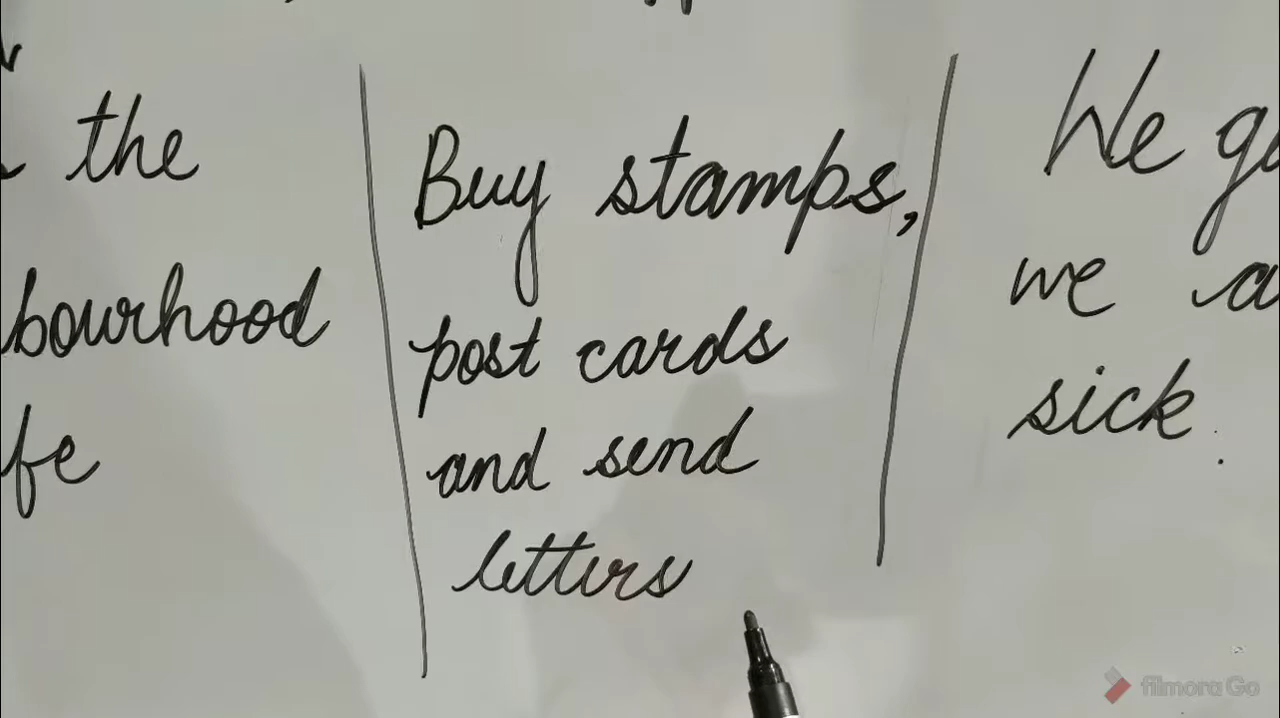 the
bourhood
fe
Buy stamps,
post cards
and send
letters
We g
we a
sick.
filmora Go